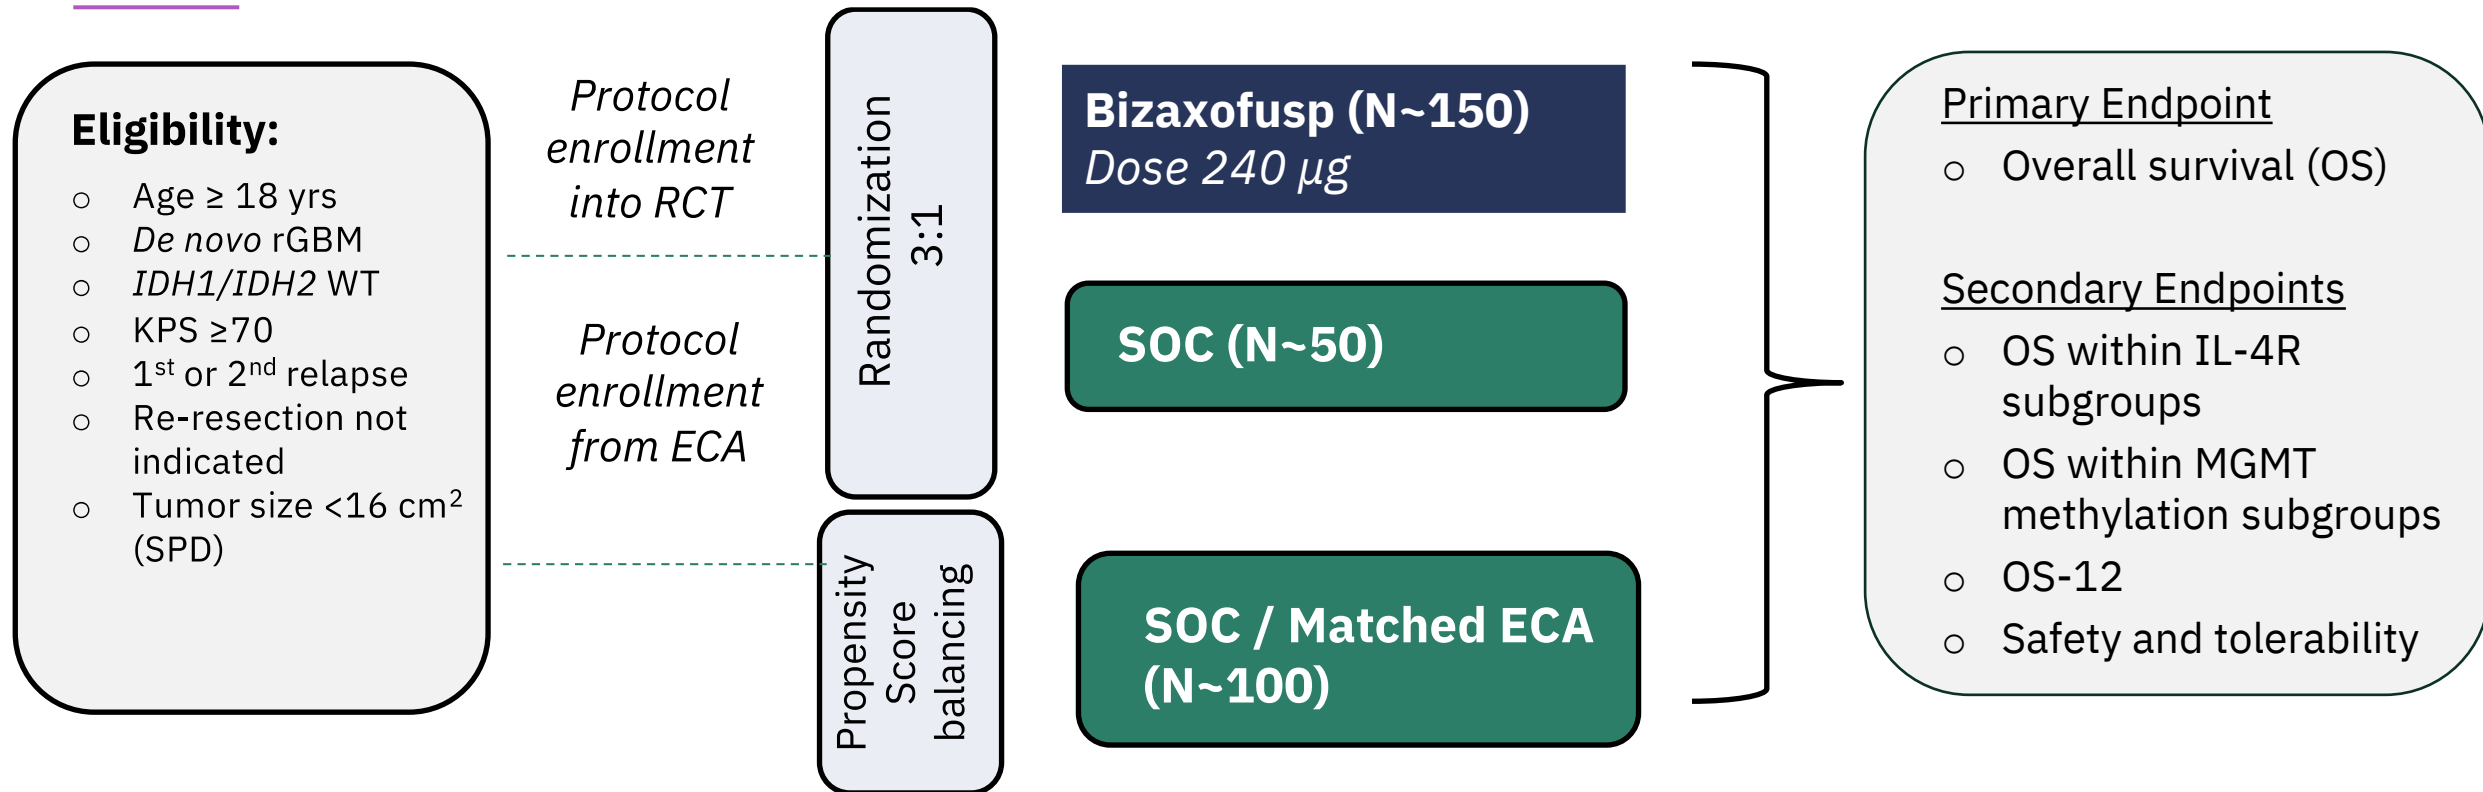 Eligibility:
○ Age ≥ 18 yrs
○ De novo rGBM
○ IDH1/IDH2 WT
○ KPS ≥70
○ 1st or 2nd relapse
○ Re-resection not
indicated
○ Tumor size <16 cm2
(SPD)
Protocol
enrollment
into RCT
Protocol
enrollment
from ECA
Randomization
3:1
Propensity
Score
balancing
Bizaxofusp (N~150)
Dose 240 µg
SOC (N~50)
SOC / Matched ECA
(N~100)
Primary Endpoint
○ Overall survival (OS)
Secondary Endpoints
○ OS within IL-4R
subgroups
○ OS within MGMT
methylation subgroups
○ OS-12
○ Safety and tolerability